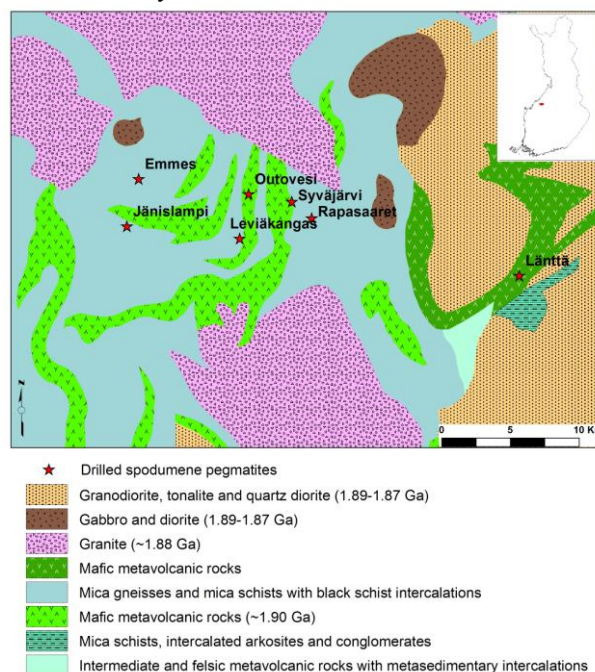 Emmes
Outovesi
Syväjärvi
Rapasaaret
Jänislampi
Leviäkangas
Länttä
N
0 5 10 K
Drilled spodumene pegmatites
Granodiorite, tonalite and quartz diorite (1.89-1.87 Ga)
Gabbro and diorite (1.89-1.87 Ga)
Granite (~1.88 Ga)
Mafic metavolcanic rocks
Mica gneisses and mica schists with black schist intercalations
Mafic metavolcanic rocks (~1.90 Ga)
Mica schists, intercalated arkosites and conglomerates
Intermediate and felsic metavolcanic rocks with metasedimentary intercalations